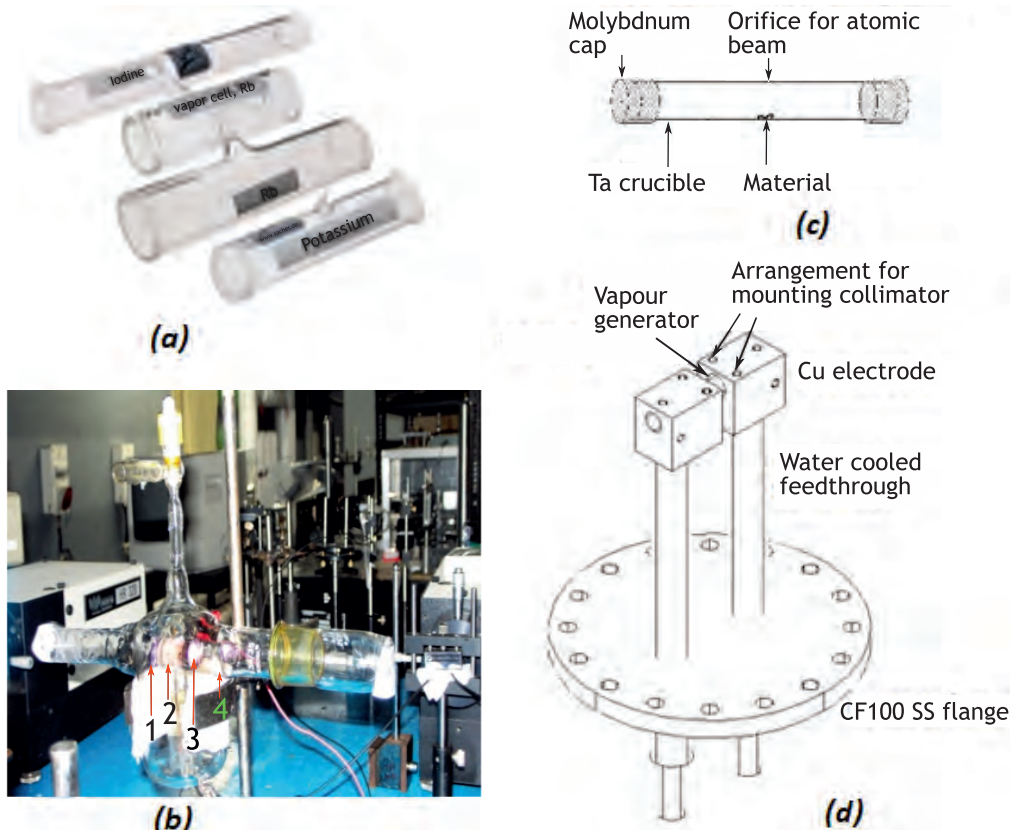 Iodine
vapor cell, Rb
Rb
Potassium
(a)
Molybdnum
cap
Orifice for atomic
beam
Ta crucible
Material
(c)
1
2
3
4
(b)
Arrangement for
mounting collimator
Vapour
generator
Cu electrode
Water cooled
feedthrough
CF100 SS flange
(d)